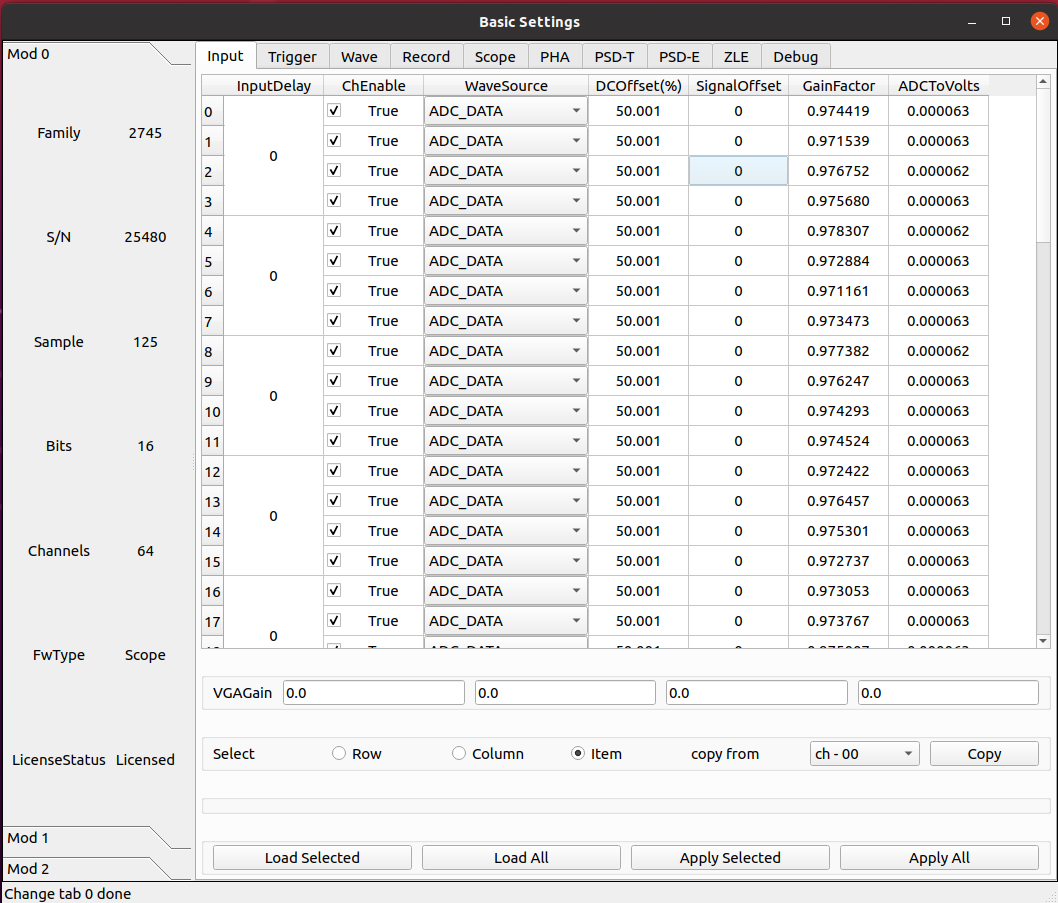 Basic Settings
Mod 0
Family 2745
S/N 25480
Sample 125
Bits 16
Channels 64
FwType Scope
LicenseStatus Licensed
Mod 1
Mod 2
Input Trigger Wave Record Scope PHA PSD-T PSD-E ZLE Debug
InputDelay ChEnable WaveSource DCOffset(%) SignalOffset GainFactor ADCToVolts
0 True ADC_DATA 50.001 0 0.974419 0.000063
1 True ADC_DATA 50.001 0 0.971539 0.000063
0
2 True ADC_DATA 50.001 0 0.976752 0.000062
3 True ADC_DATA 50.001 0 0.975680 0.000063
4 True ADC_DATA 50.001 0 0.978307 0.000062
5 True ADC_DATA 50.001 0 0.972884 0.000063
0
6 True ADC_DATA 50.001 0 0.971161 0.000063
7 True ADC_DATA 50.001 0 0.973473 0.000063
8 True ADC_DATA 50.001 0 0.977382 0.000062
9 True ADC_DATA 50.001 0 0.976247 0.000063
0
10 True ADC_DATA 50.001 0 0.974293 0.000063
11 True ADC_DATA 50.001 0 0.974524 0.000063
12 True ADC_DATA 50.001 0 0.972422 0.000063
13 True ADC_DATA 50.001 0 0.976457 0.000063
0
14 True ADC_DATA 50.001 0 0.975301 0.000063
15 True ADC_DATA 50.001 0 0.972737 0.000063
16 True ADC_DATA 50.001 0 0.973053 0.000063
17 True ADC_DATA 50.001 0 0.973767 0.000063
0
VGAGain 0.0 0.0 0.0 0.0
Select Row Column Item copy from ch - 00 Copy
Load Selected Load All Apply Selected Apply All
Change tab 0 done